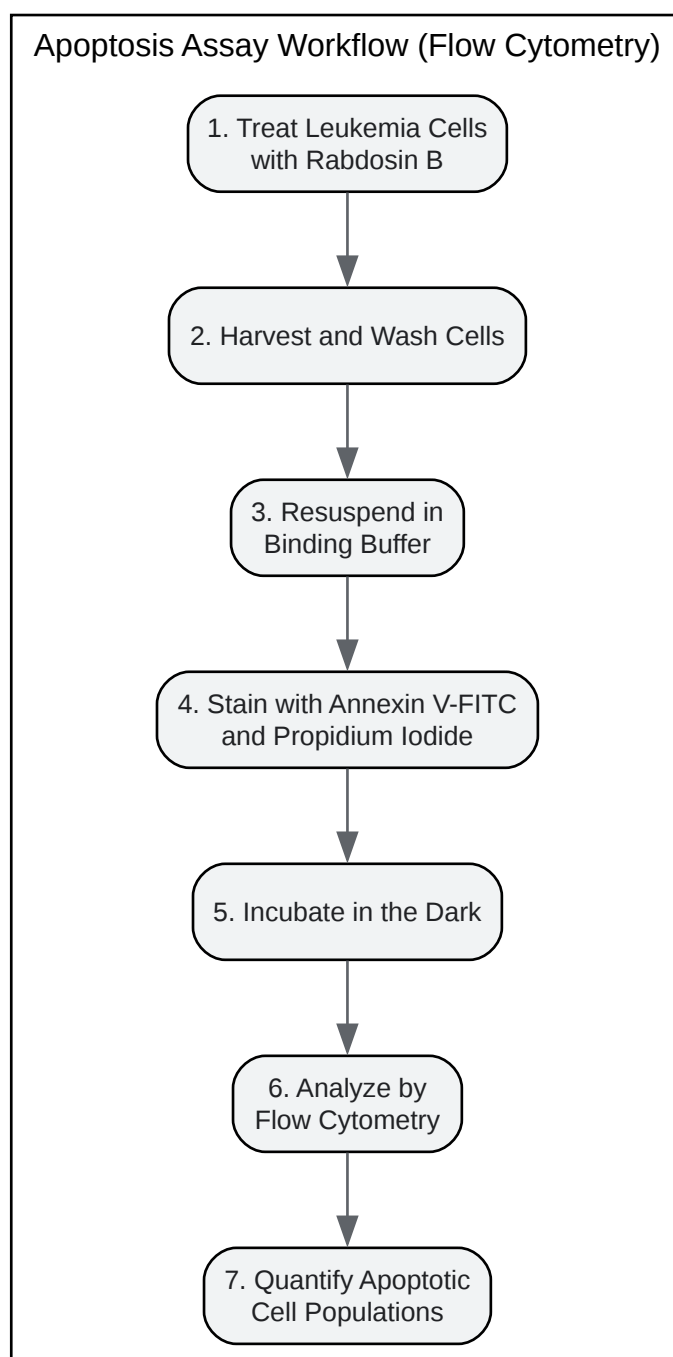 Apoptosis Assay Workflow (Flow Cytometry)
1. Treat Leukemia Cells
with Rabdosin B
2. Harvest and Wash Cells
3. Resuspend in
Binding Buffer
4. Stain with Annexin V-FITC
and Propidium Iodide
5. Incubate in the Dark
6. Analyze by
Flow Cytometry
7. Quantify Apoptotic
Cell Populations